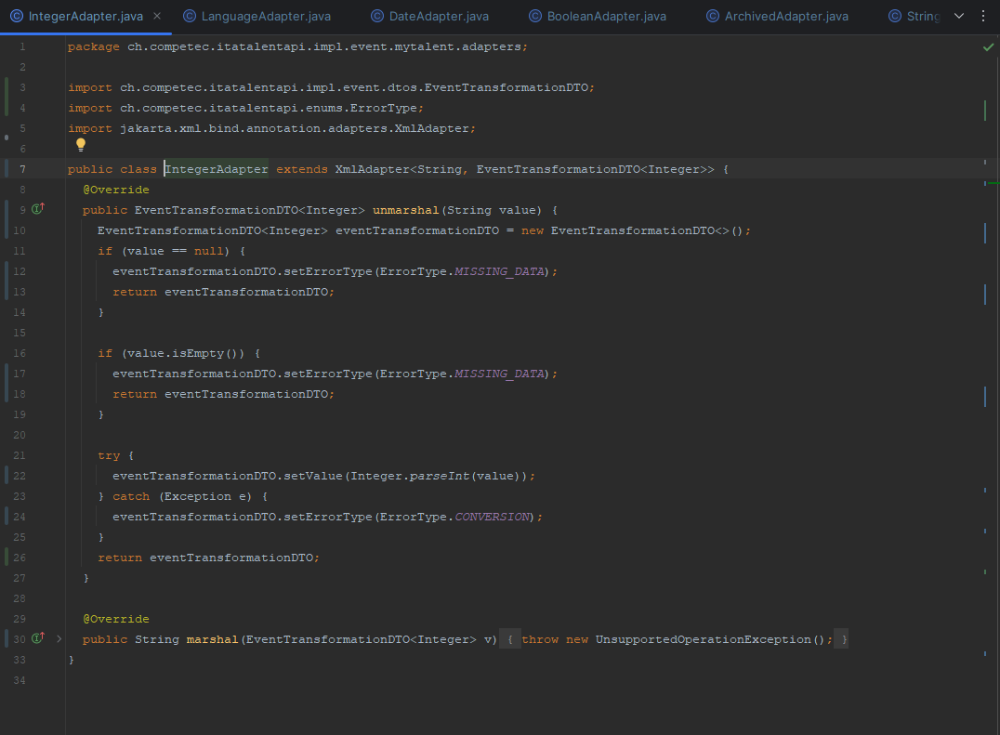 IntegerAdapter.java LanguageAdapter.java DateAdapter.java BooleanAdapter.java ArchivedAdapter.java String
1 package ch.competec.itatalentapi.impl.event.mytalent.adapters;
2
3 import ch.competec.itatalentapi.impl.event.dtos.EventTransformationDTO;
4 import ch.competec.itatalentapi.enums.ErrorType;
5 import jakarta.xml.bind.annotation.adapters.XmlAdapter;
6
7 public class IntegerAdapter extends XmlAdapter<String, EventTransformationDTO<Integer>> {
8 @Override
9 public EventTransformationDTO<Integer> unmarshal(String value) {
10 EventTransformationDTO<Integer> eventTransformationDTO = new EventTransformationDTO<>();
11 if (value == null) {
12 eventTransformationDTO.setErrorType(ErrorType.MISSING_DATA);
13 return eventTransformationDTO;
14 }
15
16 if (value.isEmpty()) {
17 eventTransformationDTO.setErrorType(ErrorType.MISSING_DATA);
18 return eventTransformationDTO;
19 }
20
21 try {
22 eventTransformationDTO.setValue(Integer.parseInt(value));
23 } catch (Exception e) {
24 eventTransformationDTO.setErrorType(ErrorType.CONVERSION);
25 }
26 return eventTransformationDTO;
27 }
28
29 @Override
30 public String marshal(EventTransformationDTO<Integer> v) { throw new UnsupportedOperationException(); }
33 }
34